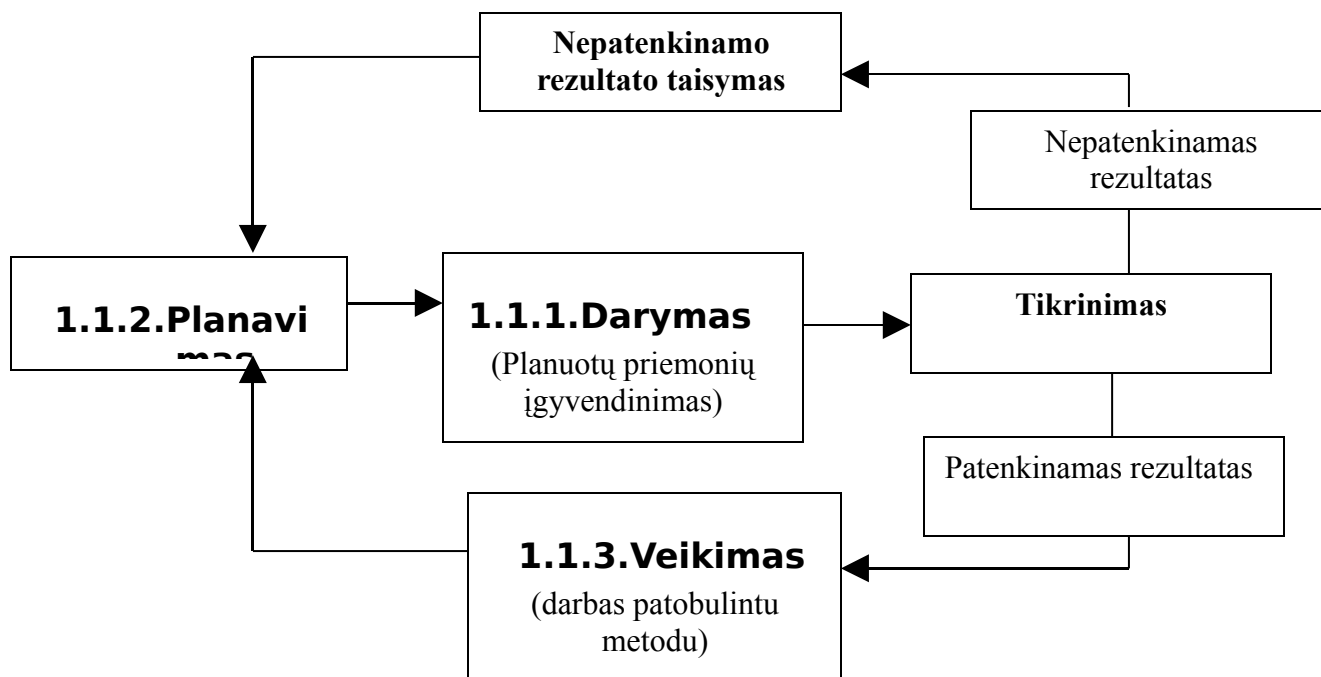 Nepatenkinamo
rezultato taisymas
Nepatenkinamas
rezultatas
1.1.2.Planavi
mas
1.1.1.Darymas
(Planuotų priemonių
įgyvendinimas)
Tikrinimas
Patenkinamas rezultatas
1.1.3.Veikimas
(darbas patobulintu
metodu)